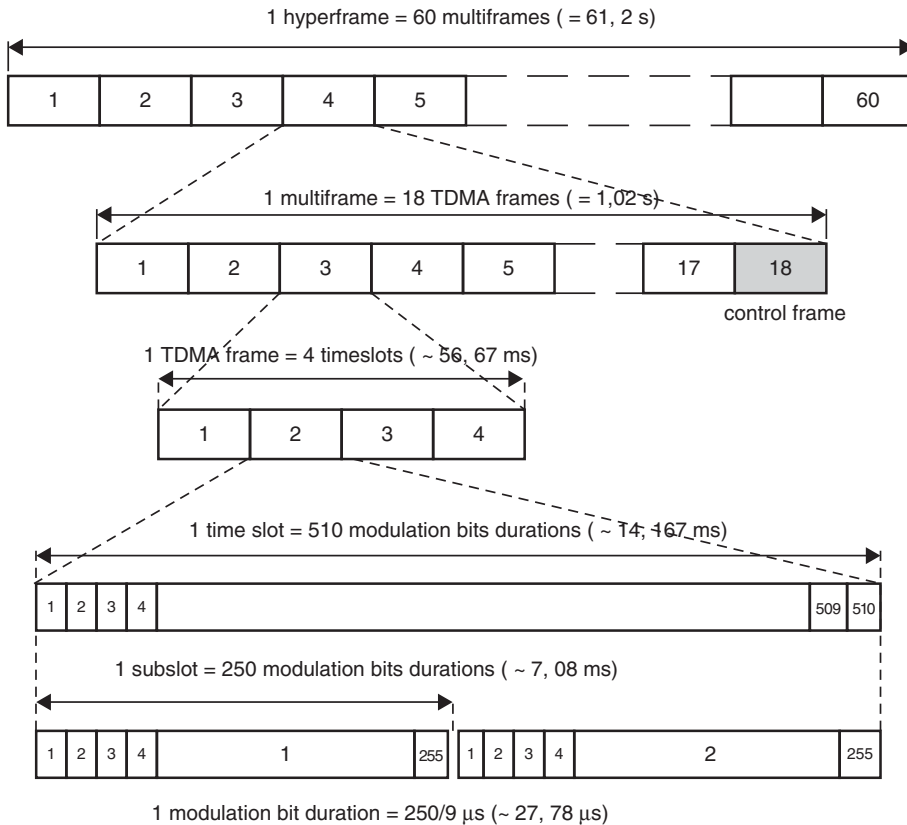 1 hyperframe = 60 multiframes ( = 61, 2 s)
1 2 3 4 5 60
1 multiframe = 18 TDMA frames ( = 1,02 s)
1 2 3 4 5 17 18
control frame
1 TDMA frame = 4 timeslots ( ~ 56, 67 ms)
1 2 3 4
1 time slot = 510 modulation bits durations ( ~ 14, 167 ms)
1 2 3 4 509 510
1 subslot = 250 modulation bits durations ( ~ 7, 08 ms)
1 2 3 4 1 255 1 2 3 4 2 255
1 modulation bit duration = 250/9 μs (~ 27, 78 μs)